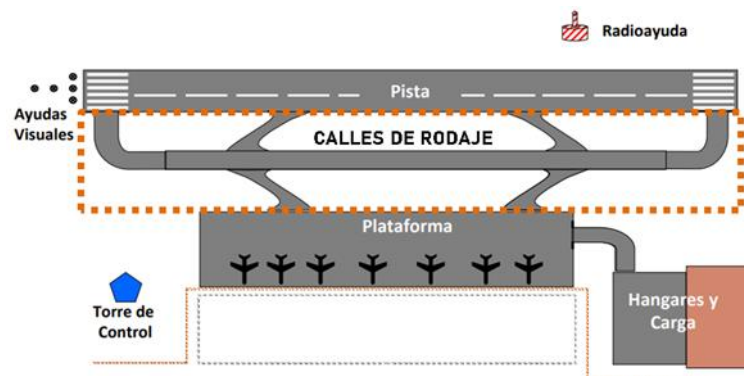 Radioayuda
Pista
Ayudas
Visuales
CALLES DE RODAJE
Plataforma
Torre de
Control
Hangares y
Carga